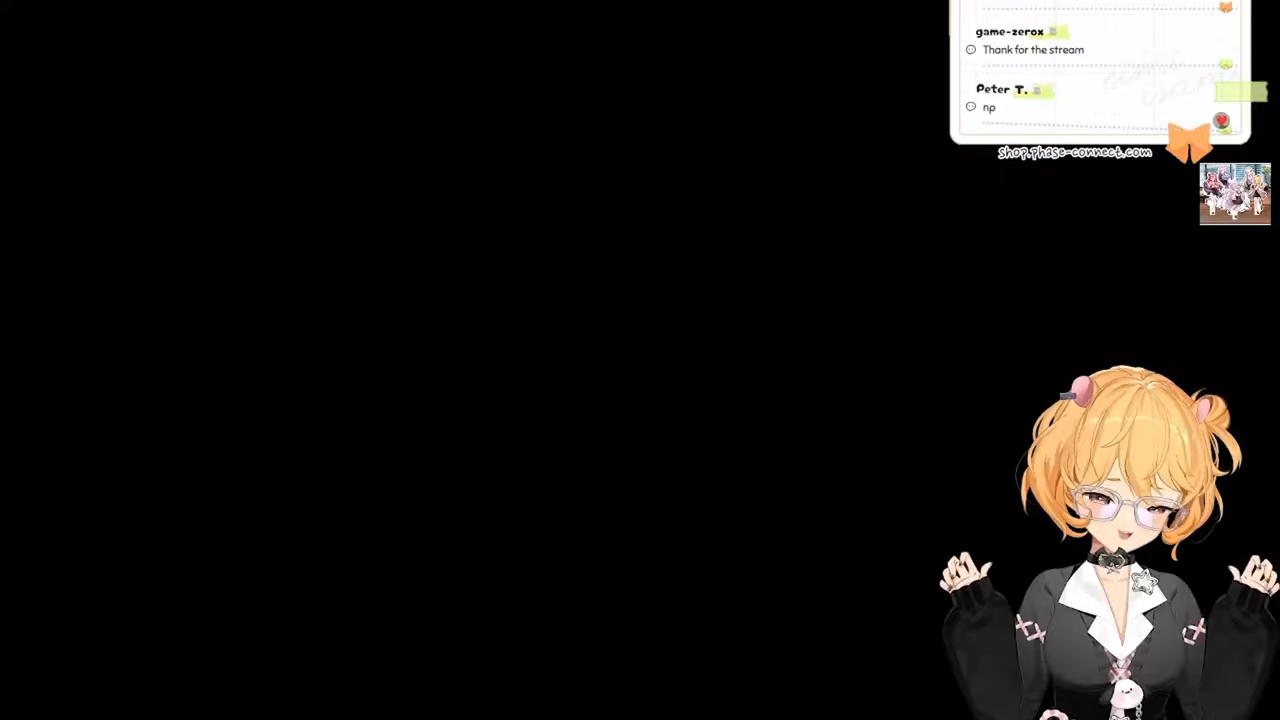 game-zerox
Thank for the stream
Peter T.
np
shop.phase-connect.com